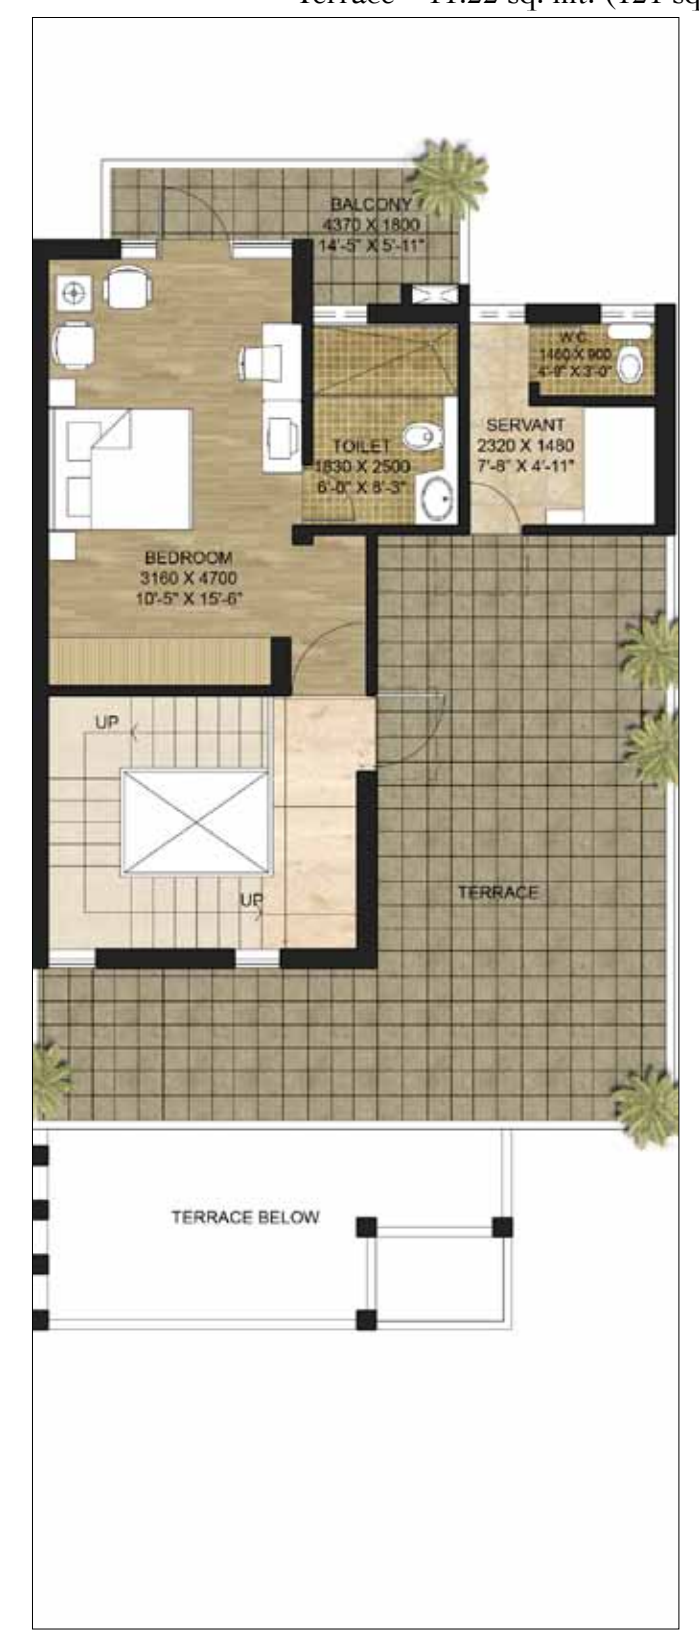 BALCONY
4370 X 1800
14'-5" X 5'-11"
W.C.
1460 X 900
4'-9" X 3'-0"
SERVANT
2320 X 1480
7'-8" X 4'-11"
TOILET
1830 X 2500
6'-0" X 8'-3"
BEDROOM
3160 X 4700
10'-5" X 15'-6"
UP
UP
TERRACE
TERRACE BELOW